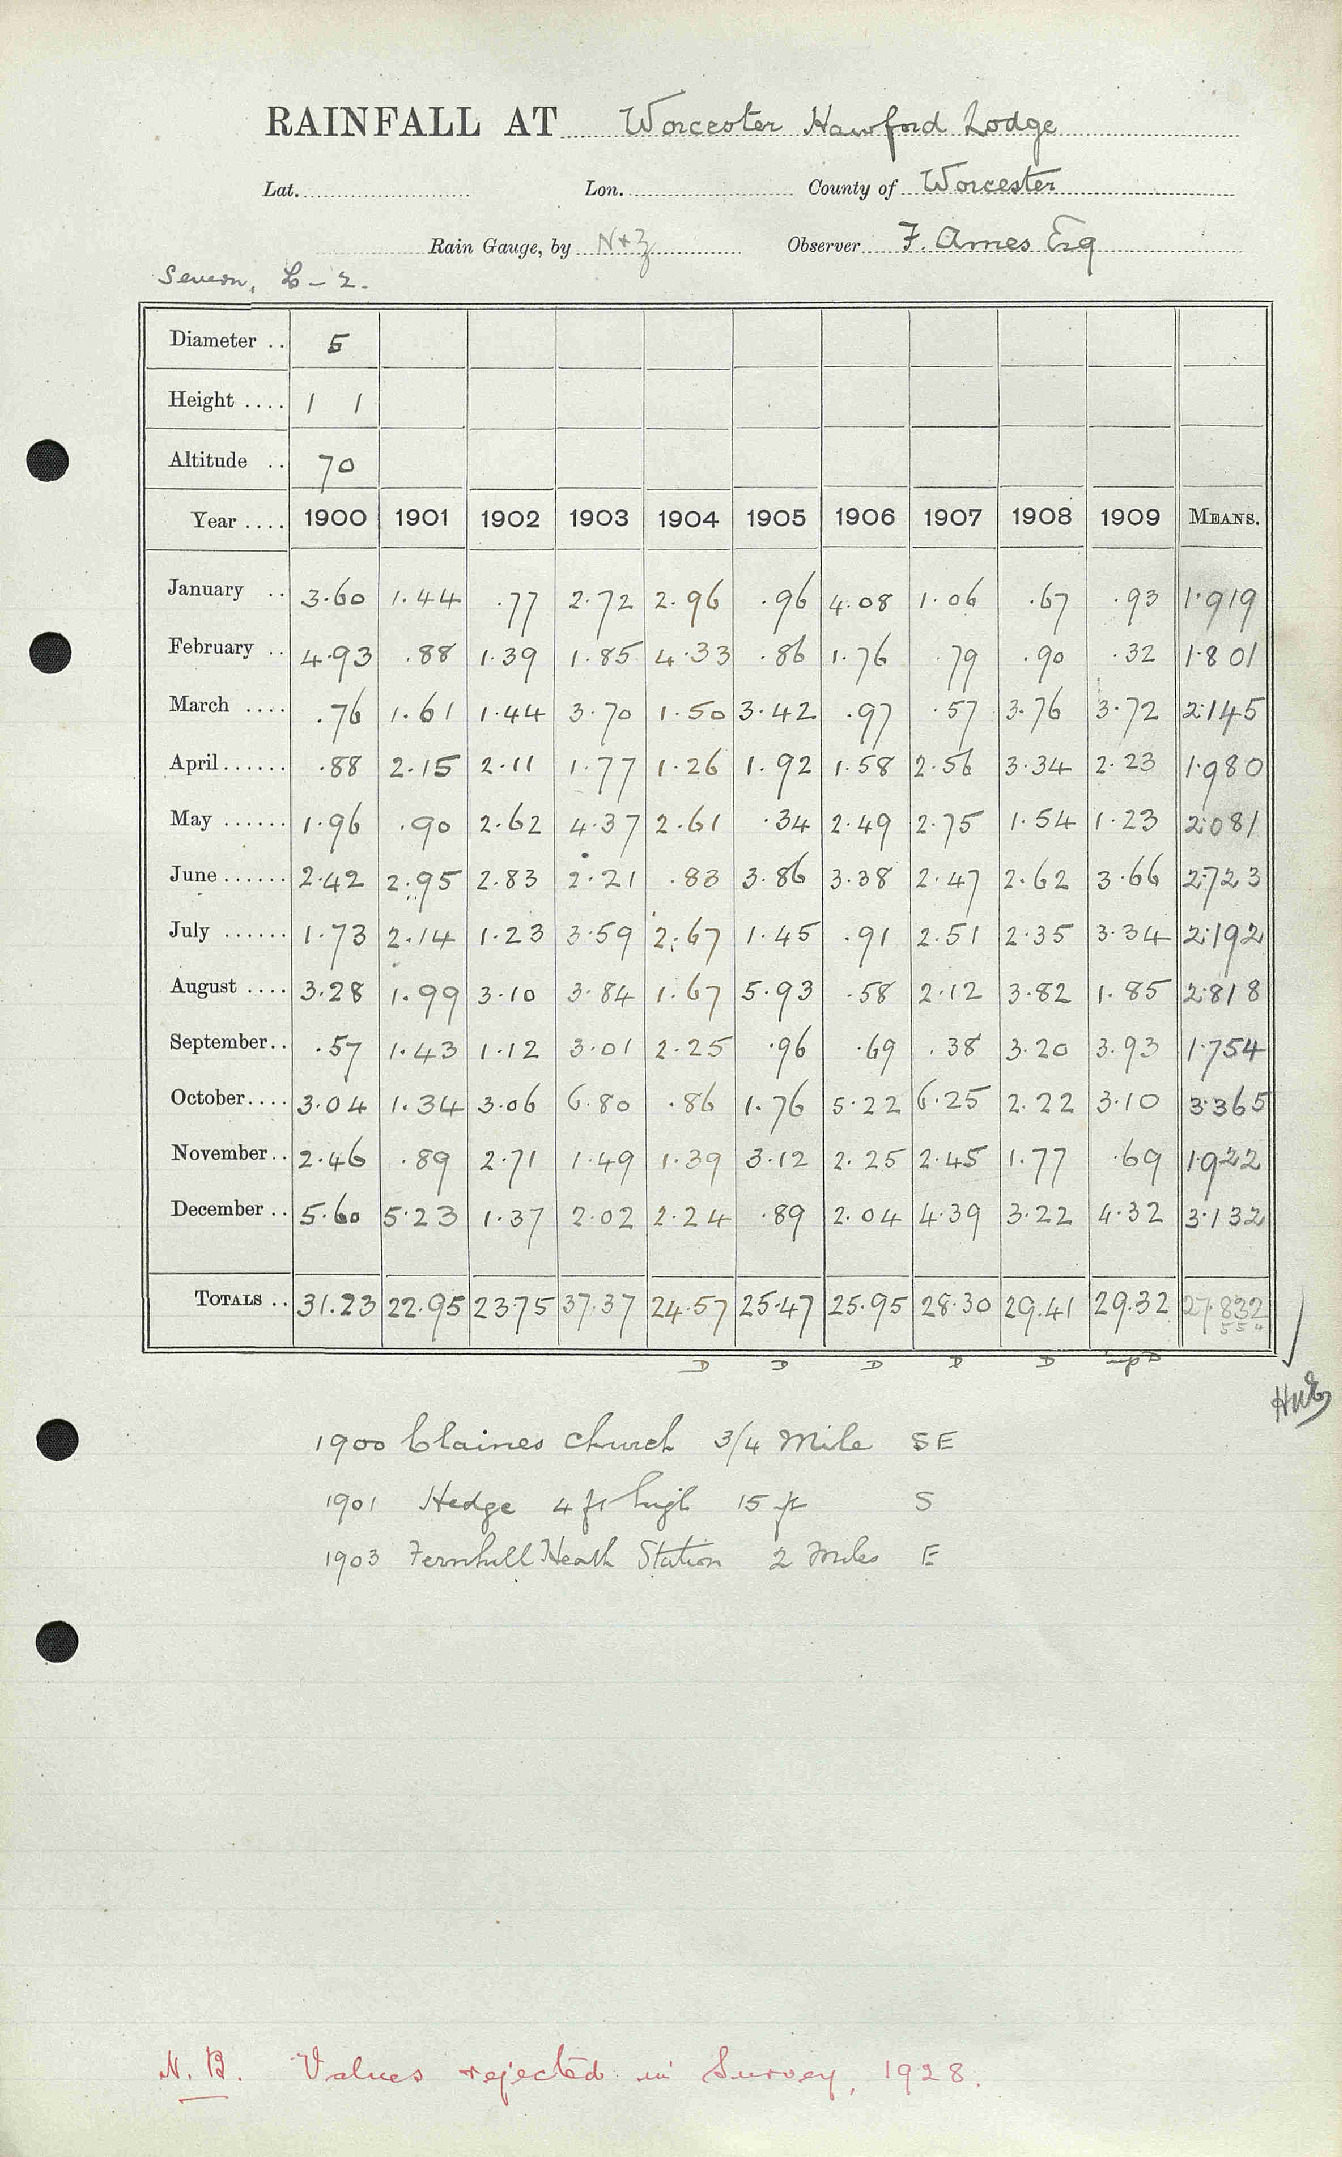 RAINFALL AT Worcester Hawford Lodge
Lat. Lon. County of Worcester
Rain Gauge, by N+Z Observer F. Ames Esq
Severn, L-2.
Diameter .. 5
Height .... 1 1
Altitude .. 70
Year .... 1900 1901 1902 1903 1904 1905 1906 1907 1908 1909 MEANS.
January .. 3.60 1.44 .77 2.72 2.96 .96 4.08 1.06 .67 .93 1.919
February .. 4.93 .88 1.39 1.85 4.33 .86 1.76 .79 .90 .32 1.801
March .... .76 1.61 1.44 3.70 1.50 3.42 .97 .57 3.76 3.72 2.145
April...... .88 2.15 2.11 1.77 1.26 1.92 1.58 2.56 3.34 2.23 1.980
May ...... 1.96 .90 2.62 4.37 2.61 .34 2.49 2.75 1.54 1.23 2.081
June...... 2.42 2.95 2.83 2.21 .83 3.86 3.38 2.47 2.62 3.66 2.723
July ...... 1.73 2.14 1.23 3.59 2.67 1.45 .91 2.51 2.35 3.34 2.192
August .... 3.28 1.99 3.10 3.84 1.67 5.93 .58 2.12 3.82 1.85 2.818
September.. .57 1.43 1.12 3.01 2.25 .96 .69 .38 3.20 3.93 1.754
October.... 3.04 1.34 3.06 6.80 .86 1.76 5.22 6.25 2.22 3.10 3.365
November.. 2.46 .89 2.71 1.49 1.39 3.12 2.25 2.45 1.77 .69 1.922
December .. 5.60 5.23 1.37 2.02 2.24 .89 2.04 4.39 3.22 4.32 3.132
TOTALS .. 31.23 22.95 23.75 37.37 24.57 25.47 25.95 28.30 29.41 29.32 27.832
D D D D D imp D
1900 Claines Church 3/4 Mile SE
1901 Hedge 4 ft high 15 ft S
1903 Fernhill Heath Station 2 Miles E
N.B. Values rejected in Survey, 1928.